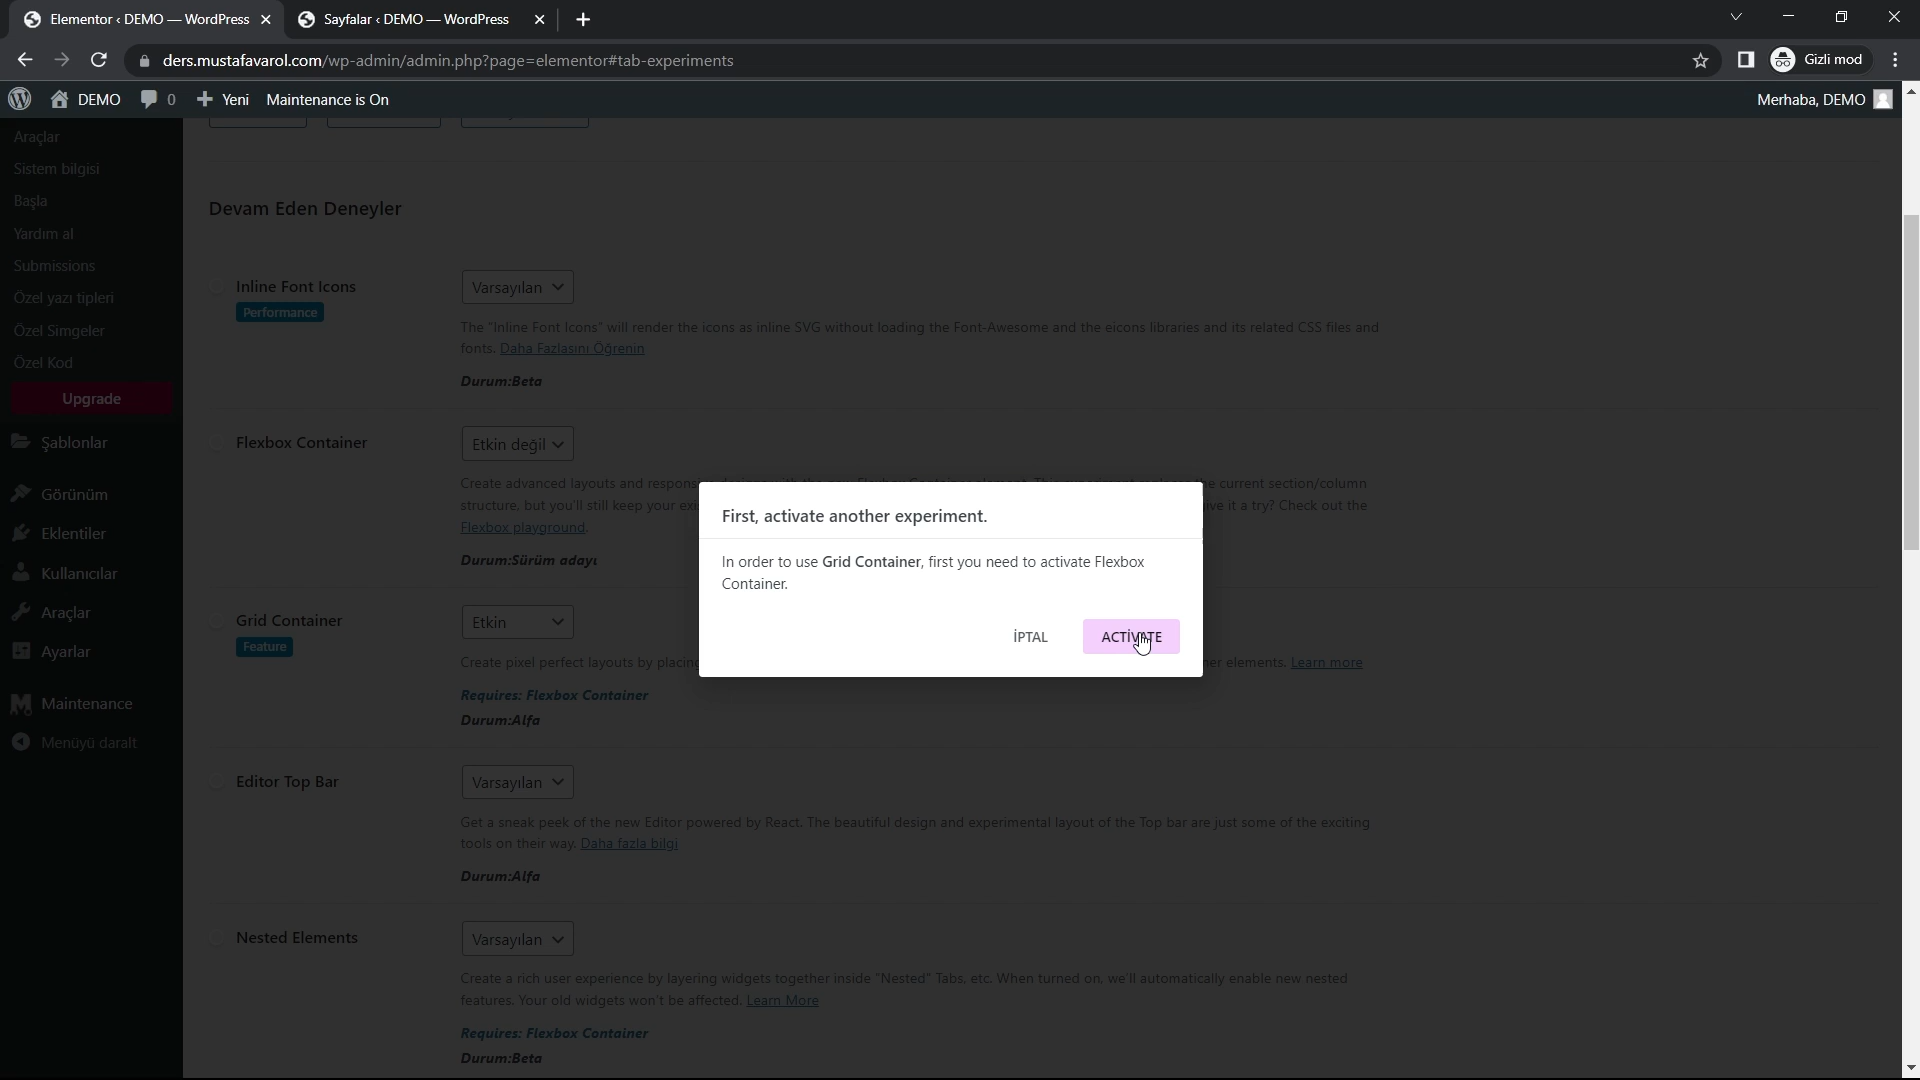 Elementor ‹ DEMO — WordPress
Sayfalar ‹ DEMO — WordPress
ders.mustafavarol.com/wp-admin/admin.php?page=elementor#tab-experiments
Gizli mod
DEMO
0
Yeni
Maintenance is On
Merhaba, DEMO
Araçlar
Sistem bilgisi
Başla
Yardım al
Submissions
Özel yazı tipleri
Özel Simgeler
Özel Kod
Upgrade
Şablonlar
Görünüm
Eklentiler
Kullanıcılar
Araçlar
Ayarlar
Maintenance
Menüyü daralt
Devam Eden Deneyler
Inline Font Icons
Performance
Varsayılan
The "Inline Font Icons" will render the icons as inline SVG without loading the Font-Awesome and the eicons libraries and its related CSS files and
fonts. Daha Fazlasını Öğrenin
Durum:Beta
Flexbox Container
Etkin değil
Create advanced layouts and respons
he current section/column
structure, but you'll still keep your exi
ive it a try? Check out the
Flexbox playground.
Durum:Sürüm adayı
First, activate another experiment.
In order to use Grid Container, first you need to activate Flexbox
Container.
İPTAL
ACTİVATE
Grid Container
Feature
Etkin
Create pixel perfect layouts by placing
her elements. Learn more
Requires: Flexbox Container
Durum:Alfa
Editor Top Bar
Varsayılan
Get a sneak peek of the new Editor powered by React. The beautiful design and experimental layout of the Top bar are just some of the exciting
tools on their way. Daha fazla bilgi
Durum:Alfa
Nested Elements
Varsayılan
Create a rich user experience by layering widgets together inside "Nested" Tabs, etc. When turned on, we'll automatically enable new nested
features. Your old widgets won't be affected. Learn More
Requires: Flexbox Container
Durum:Beta